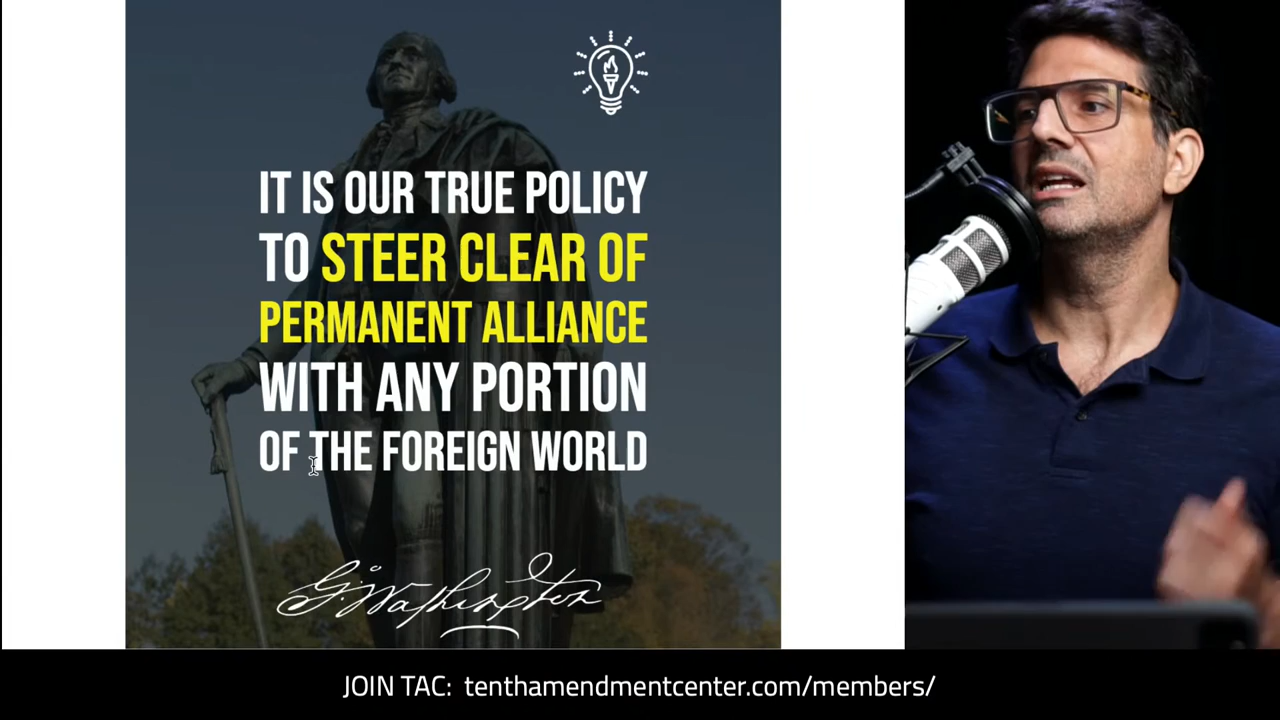 IT IS OUR TRUE POLICY
TO STEER CLEAR OF
PERMANENT ALLIANCE
WITH ANY PORTION
OF THE FOREIGN WORLD
G:Washington
JOIN TAC: tenthamendmentcenter.com/members/